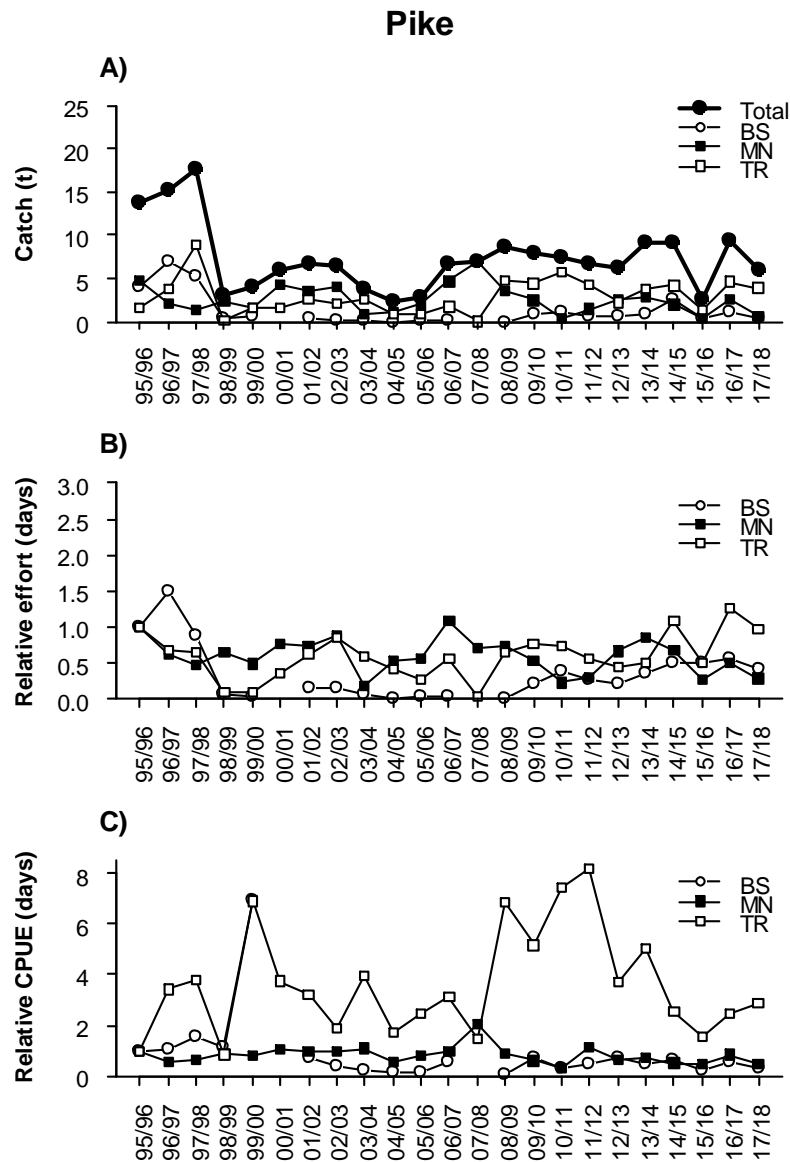 Pike
A)
Catch (t)
25
20
15
10
5
0
Total
BS
MN
TR
95/96 96/97 97/98 98/99 99/00 00/01 01/02 02/03 03/04 04/05 05/06 06/07 07/08 08/09 09/10 10/11 11/12 12/13 13/14 14/15 15/16 16/17 17/18
B)
Relative effort (days)
3.0
2.5
2.0
1.5
1.0
0.5
0.0
BS
MN
TR
95/96 96/97 97/98 98/99 99/00 00/01 01/02 02/03 03/04 04/05 05/06 06/07 07/08 08/09 09/10 10/11 11/12 12/13 13/14 14/15 15/16 16/17 17/18
C)
Relative CPUE (days)
8
6
4
2
0
BS
MN
TR
95/96 96/97 97/98 98/99 99/00 00/01 01/02 02/03 03/04 04/05 05/06 06/07 07/08 08/09 09/10 10/11 11/12 12/13 13/14 14/15 15/16 16/17 17/18